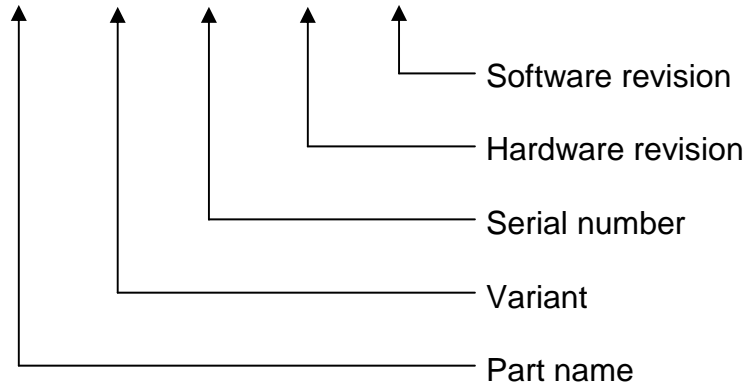 Software revision
Hardware revision
Serial number
Variant
Part name